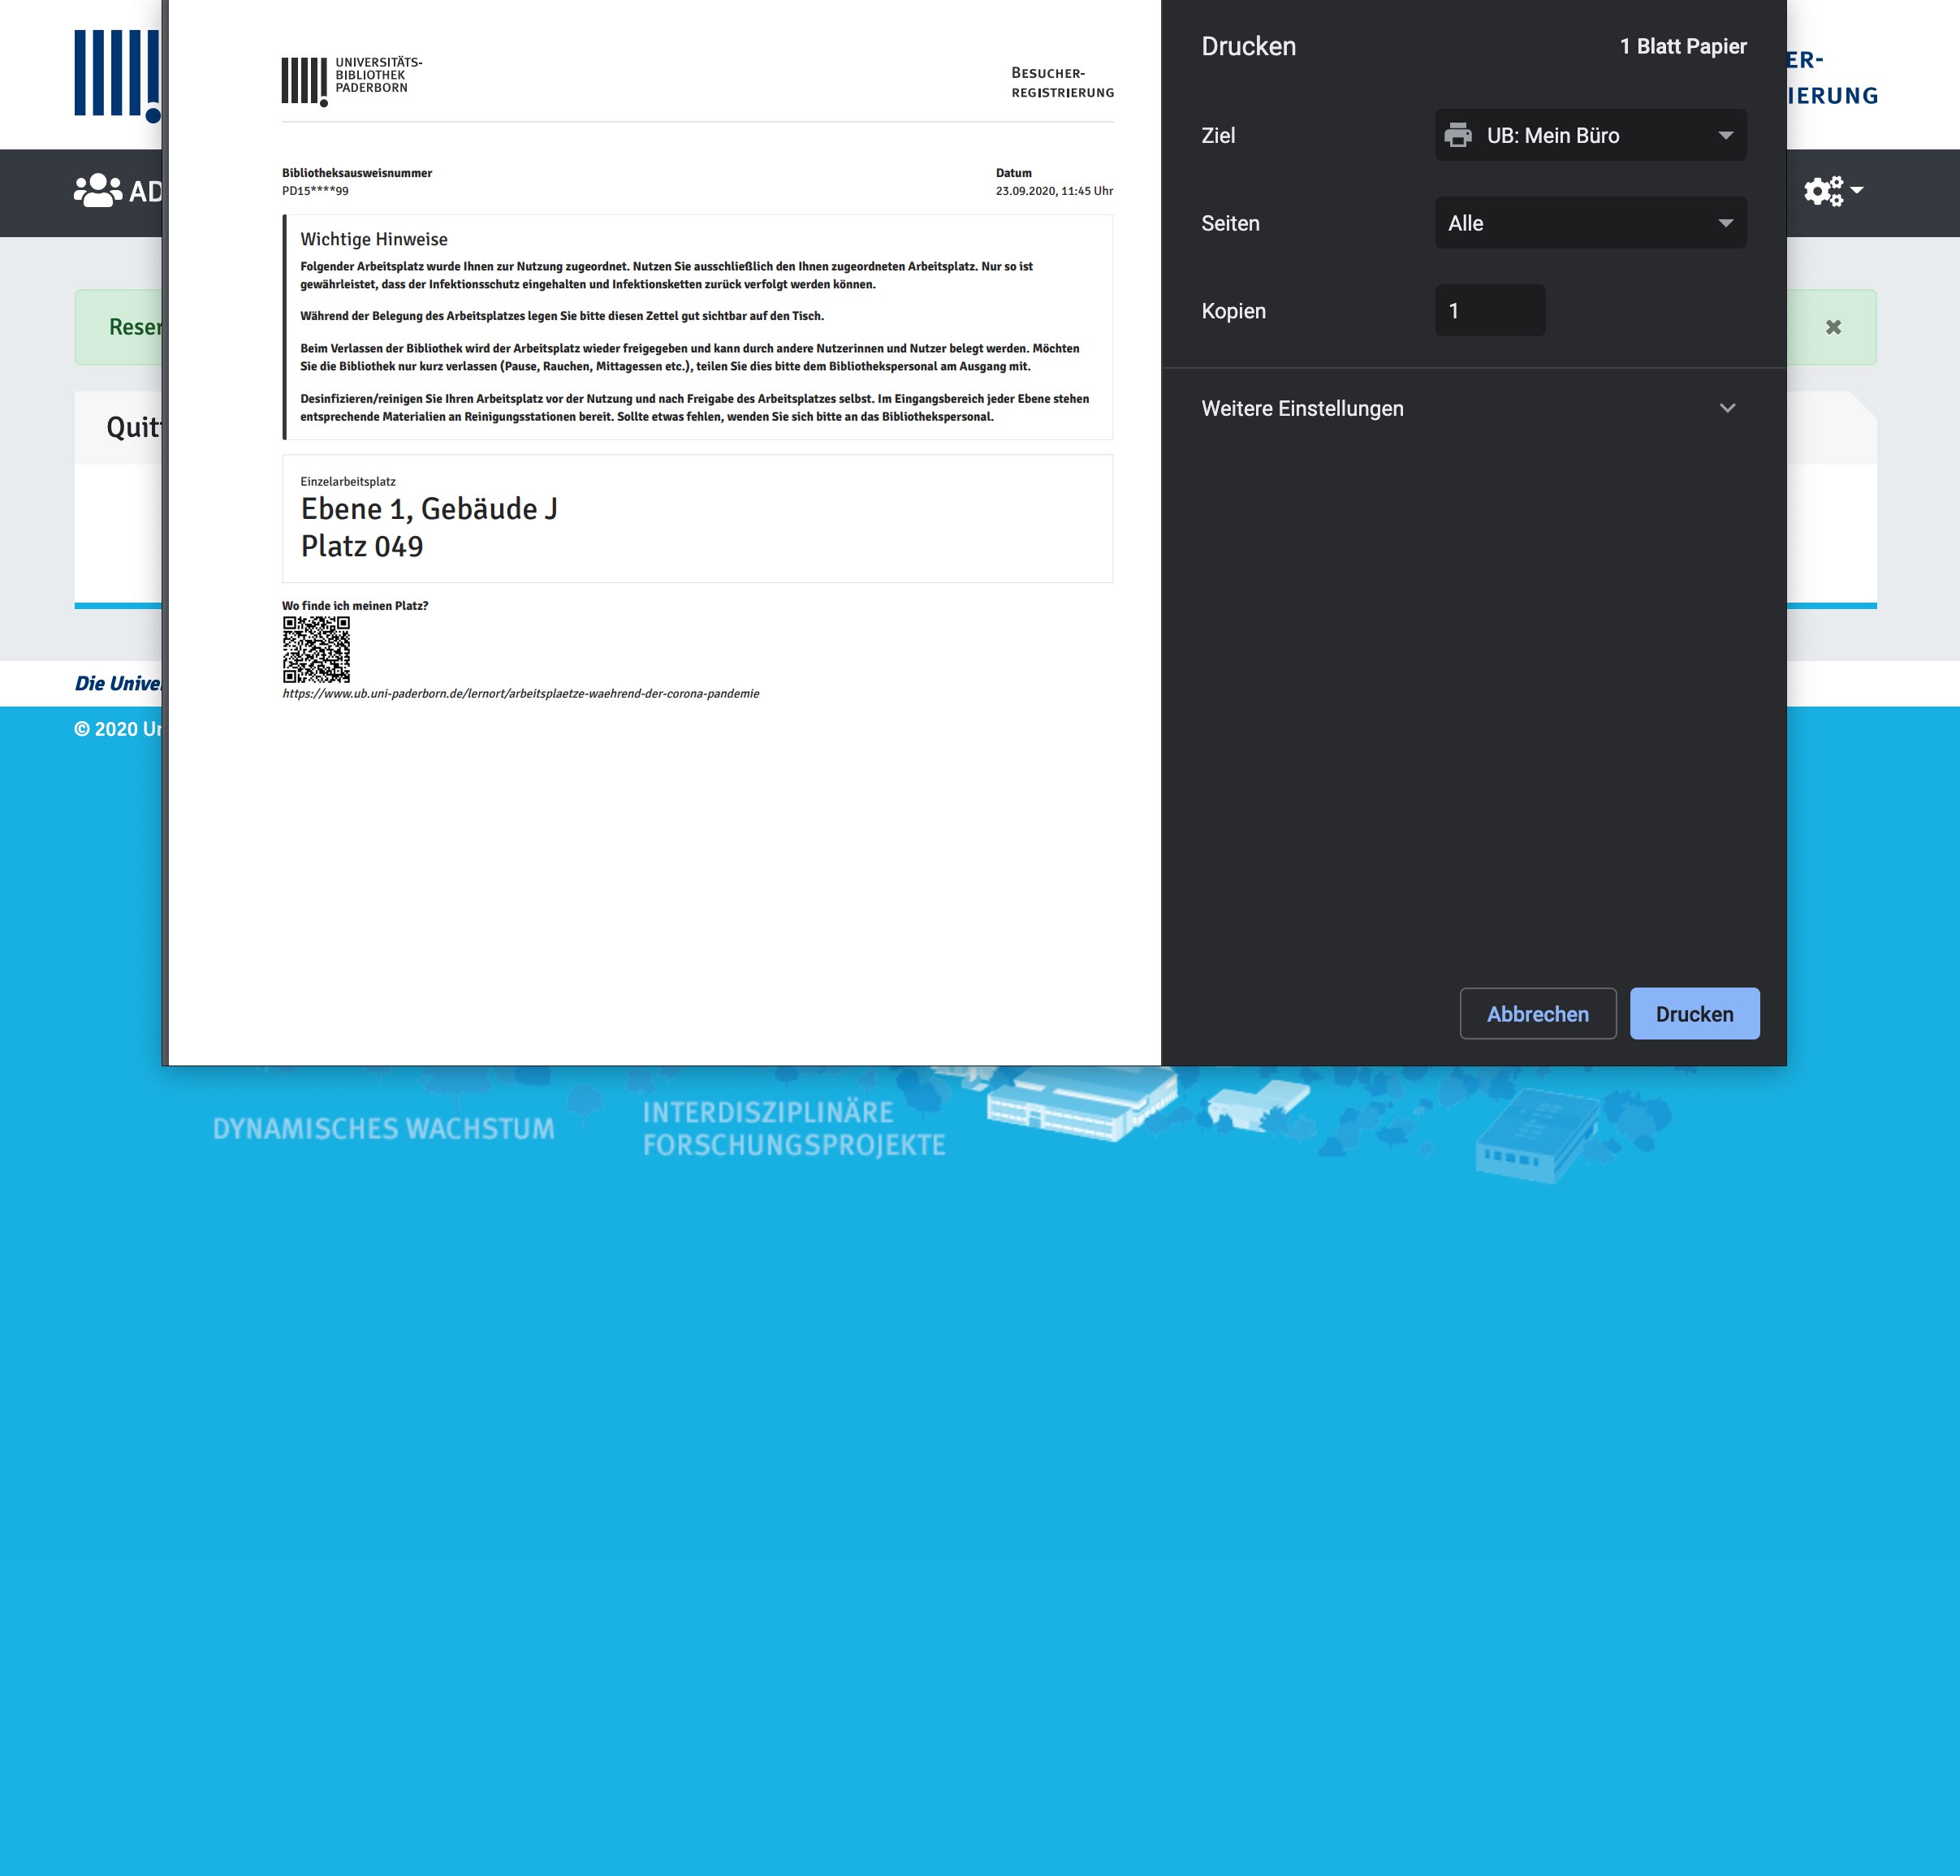 UNIVERSITÄTS-
BIBLIOTHEK
PADERBORN
BESUCHER-
REGISTRIERUNG
Bibliotheksausweisnummer
PD15****99
Datum
23.09.2020, 11:45 Uhr
Wichtige Hinweise
Folgender Arbeitsplatz wurde Ihnen zur Nutzung zugeordnet. Nutzen Sie ausschließlich den Ihnen zugeordneten Arbeitsplatz. Nur so ist
gewährleistet, dass der Infektionsschutz eingehalten und Infektionsketten zurück verfolgt werden können.
Während der Belegung des Arbeitsplatzes legen Sie bitte diesen Zettel gut sichtbar auf den Tisch.
Beim Verlassen der Bibliothek wird der Arbeitsplatz wieder freigegeben und kann durch andere Nutzerinnen und Nutzer belegt werden. Möchten
Sie die Bibliothek nur kurz verlassen (Pause, Rauchen, Mittagessen etc.), teilen Sie dies bitte dem Bibliothekspersonal am Ausgang mit.
Desinfizieren/reinigen Sie Ihren Arbeitsplatz vor der Nutzung und nach Freigabe des Arbeitsplatzes selbst. Im Eingangsbereich jeder Ebene stehen
entsprechende Materialien an Reinigungsstationen bereit. Sollte etwas fehlen, wenden Sie sich bitte an das Bibliothekspersonal.
Einzelarbeitsplatz
Ebene 1, Gebäude J
Platz 049
Wo finde ich meinen Platz?
https://www.ub.uni-paderborn.de/lernort/arbeitsplaetze-waehrend-der-corona-pandemie
Drucken
1 Blatt Papier
Ziel
UB: Mein Büro
Seiten
Alle
Kopien
1
Weitere Einstellungen
Abbrechen
Drucken
ER-
IERUNG
AD
Reser
Quit
Die Unive
© 2020 Un
DYNAMISCHES WACHSTUM
INTERDISZIPLINÄRE
FORSCHUNGSPROJEKTE